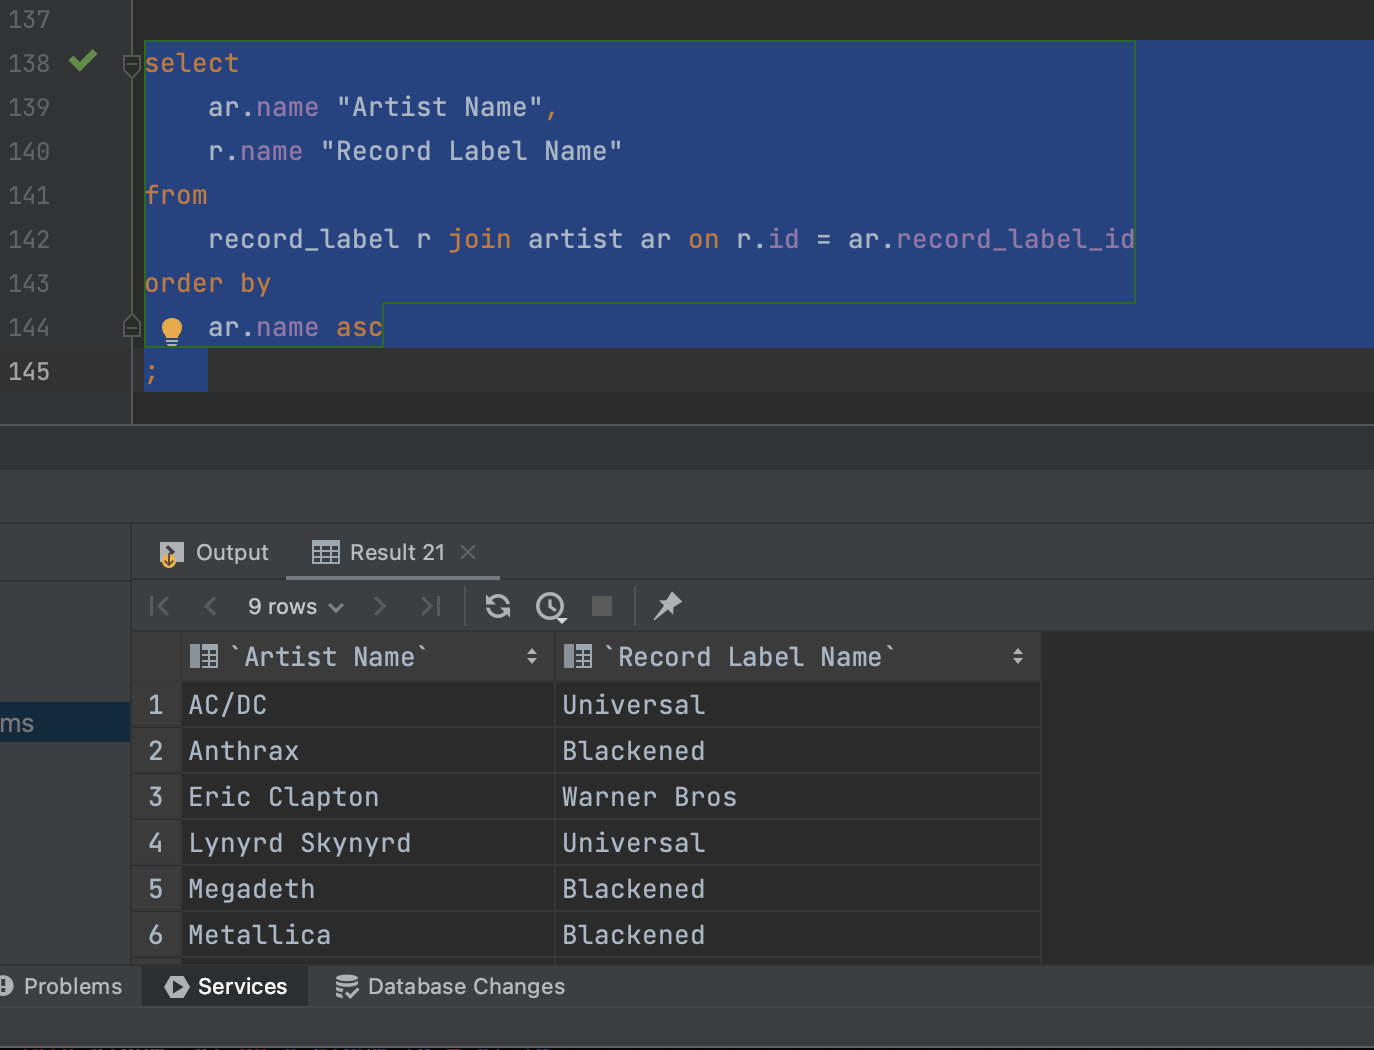 137
138 select
139 ar.name "Artist Name",
140 r.name "Record Label Name"
141 from
142 record_label r join artist ar on r.id = ar.record_label_id
143 order by
144 ar.name asc
145 ;
Output Result 21
9 rows
`Artist Name` `Record Label Name`
1 AC/DC Universal
2 Anthrax Blackened
ms
3 Eric Clapton Warner Bros
4 Lynyrd Skynyrd Universal
5 Megadeth Blackened
6 Metallica Blackened
Problems Services Database Changes